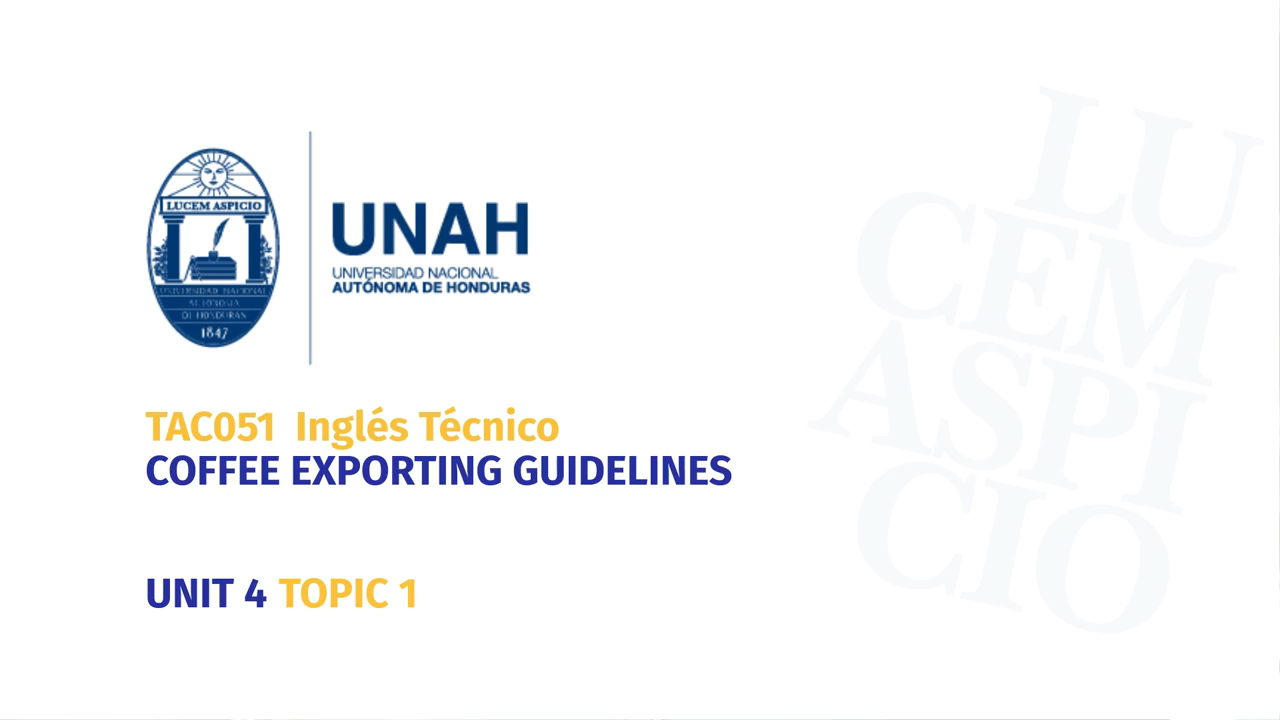 LUCEM ASPICIO
UNIVERSIDAD NACIONAL
AUTONOMA
DE HONDURAS
1847
UNAH
UNIVERSIDAD NACIONAL
AUTÓNOMA DE HONDURAS
TAC051 Inglés Técnico
COFFEE EXPORTING GUIDELINES
UNIT 4 TOPIC 1
LU
CEM
ASPI
CIO